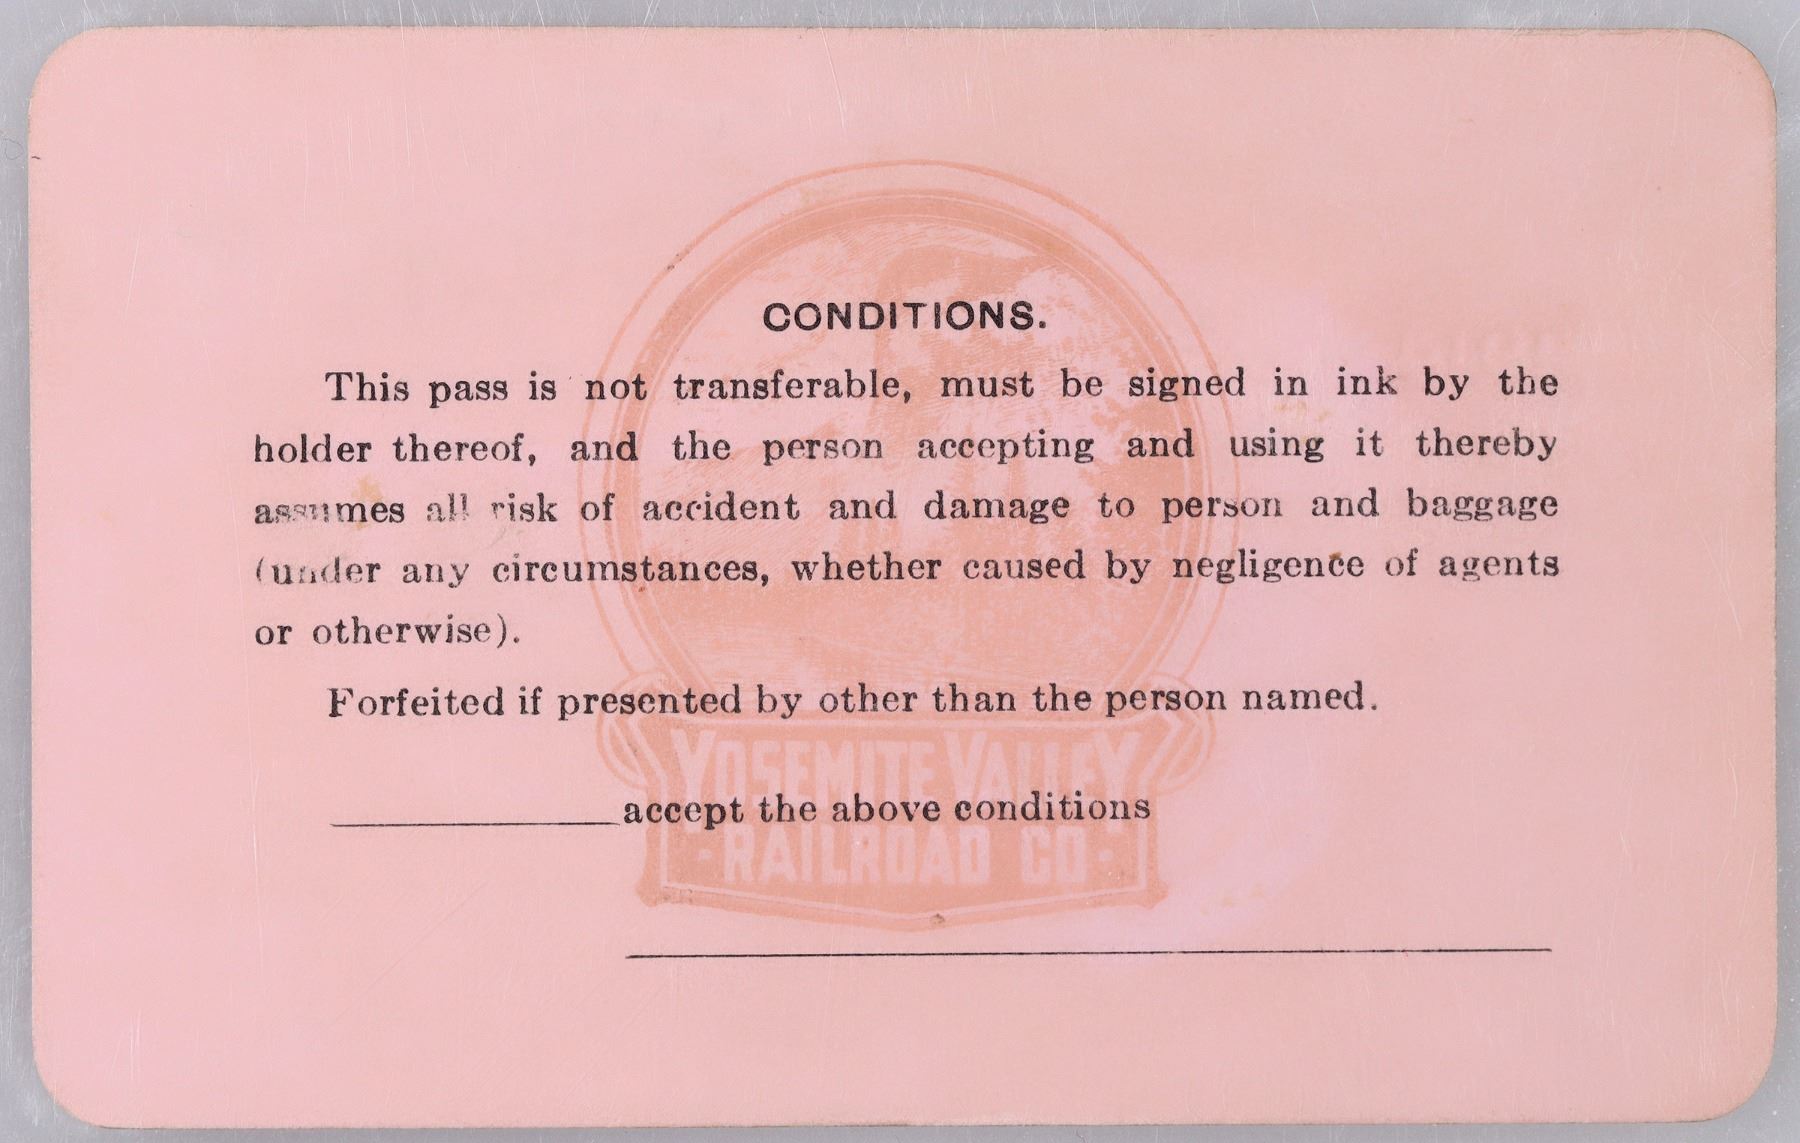 CONDITIONS.
This pass is not transferable, must be signed in ink by the
holder thereof, and the person accepting and using it thereby
assumes all risk of accident and damage to person and baggage
(under any circumstances, whether caused by negligence of agents
or otherwise).
Forfeited if presented by other than the person named.
YOSEMITE VALLEY
accept the above conditions
- RAILROAD CO -